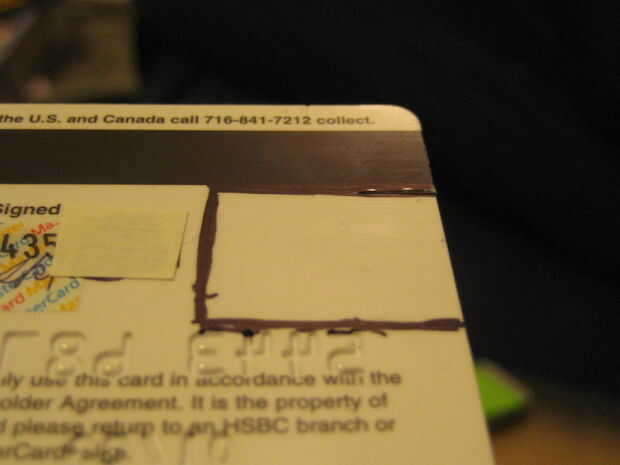 the U.S. and Canada call 716-841-7212 collect.
Signed
435
ly use this card in accordance with the
older Agreement. It is the property of
d please return to an HSBC branch or
erCard